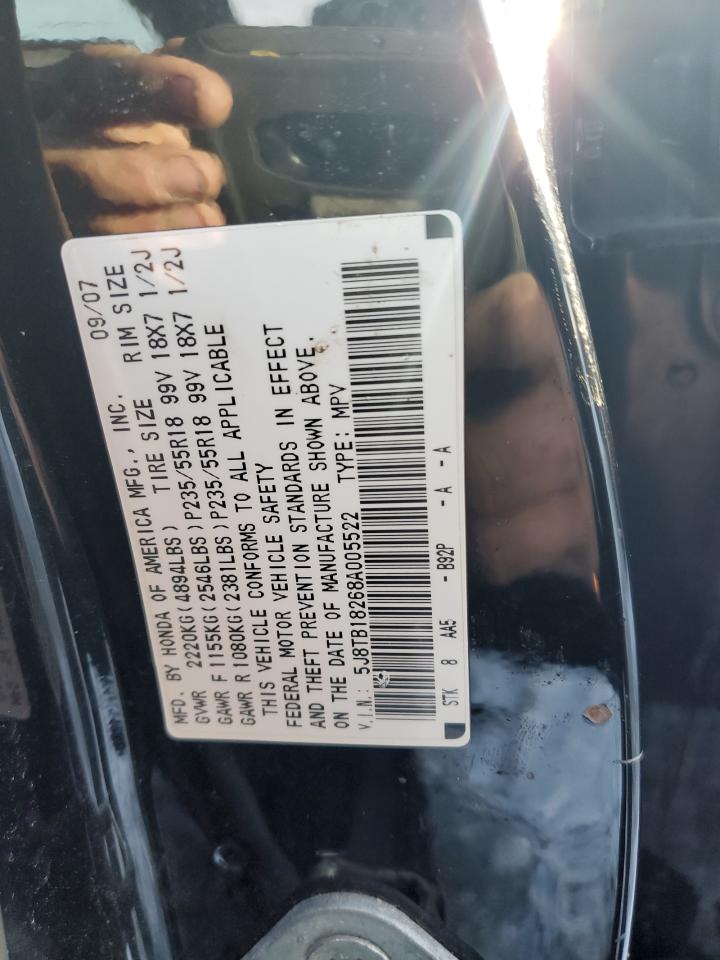 MFD. BY HONDA OF AMERICA MFG., INC. 09/07
GVWR 2220KG(4894LBS) TIRE SIZE RIM SIZE
GAWR F 1155KG(2546LBS)P235/55R18 99V 18X7 1/2J
GAWR R 1080KG(2381LBS)P235/55R18 99V 18X7 1/2J
THIS VEHICLE CONFORMS TO ALL APPLICABLE
FEDERAL MOTOR VEHICLE SAFETY
AND THEFT PREVENTION STANDARDS IN EFFECT
ON THE DATE OF MANUFACTURE SHOWN ABOVE.
V.I.N.: 5J8TB18268A005522 TYPE: MPV
STK 8 AA5 - B92P - A - A